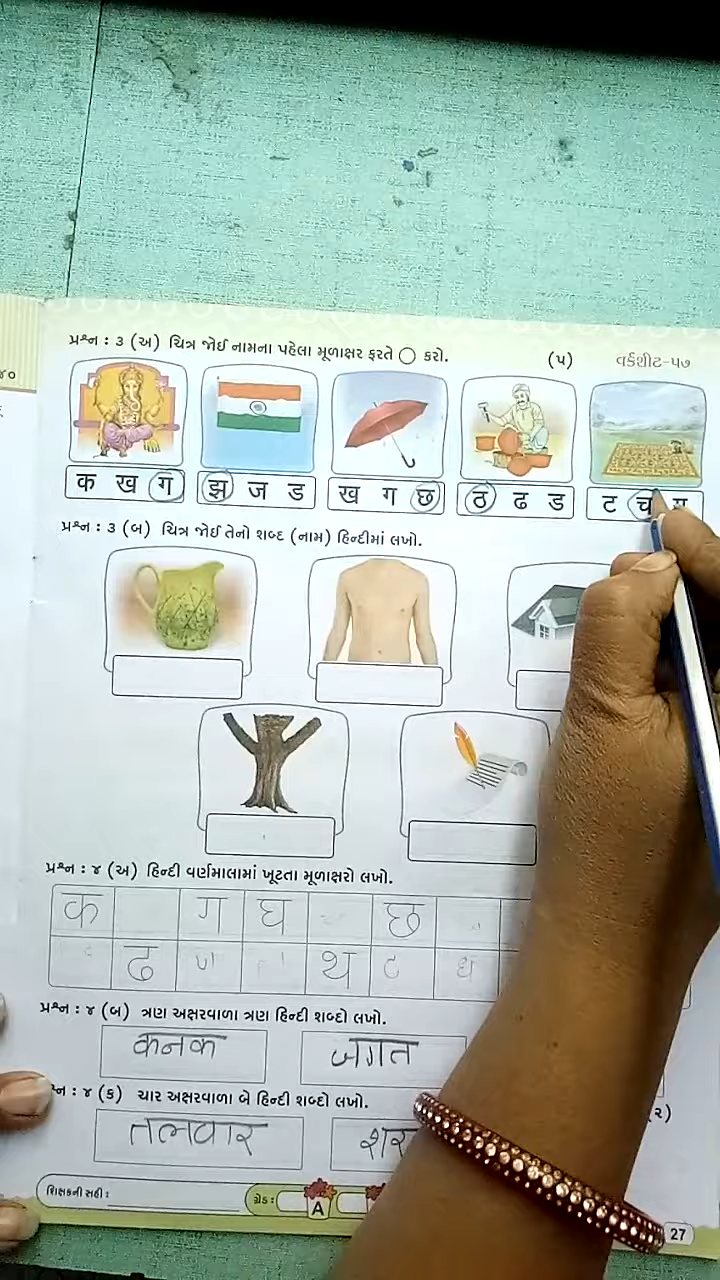 પ્રશ્ન : ૩ (અ) ચિત્ર જોઈ નામના પહેલા મૂળાક્ષર ફરતે ◯ કરો. (૫) વર્કશીટ-૫૭
क ख ग झ ज ड ख ग छ ठ ढ ड ट च
પ્રશ્ન : ૩ (બ) ચિત્ર જોઈ તેનો શબ્દ (નામ) હિન્દીમાં લખો.
પ્રશ્ન : ૪ (અ) હિન્દી વર્ણમાલામાં ખૂટતા મૂળાક્ષરો લખો.
क ग घ छ
ढ ण थ ध
પ્રશ્ન : ૪ (બ) ત્રણ અક્ષરવાળા ત્રણ હિન્દી શબ્દો લખો.
कनक जगत
: ૪ (ક) ચાર અક્ષરવાળા બે હિન્દી શબ્દો લખો. (૨)
तलवार शर
શિક્ષકની સહી : ગ્રેડ : A
27